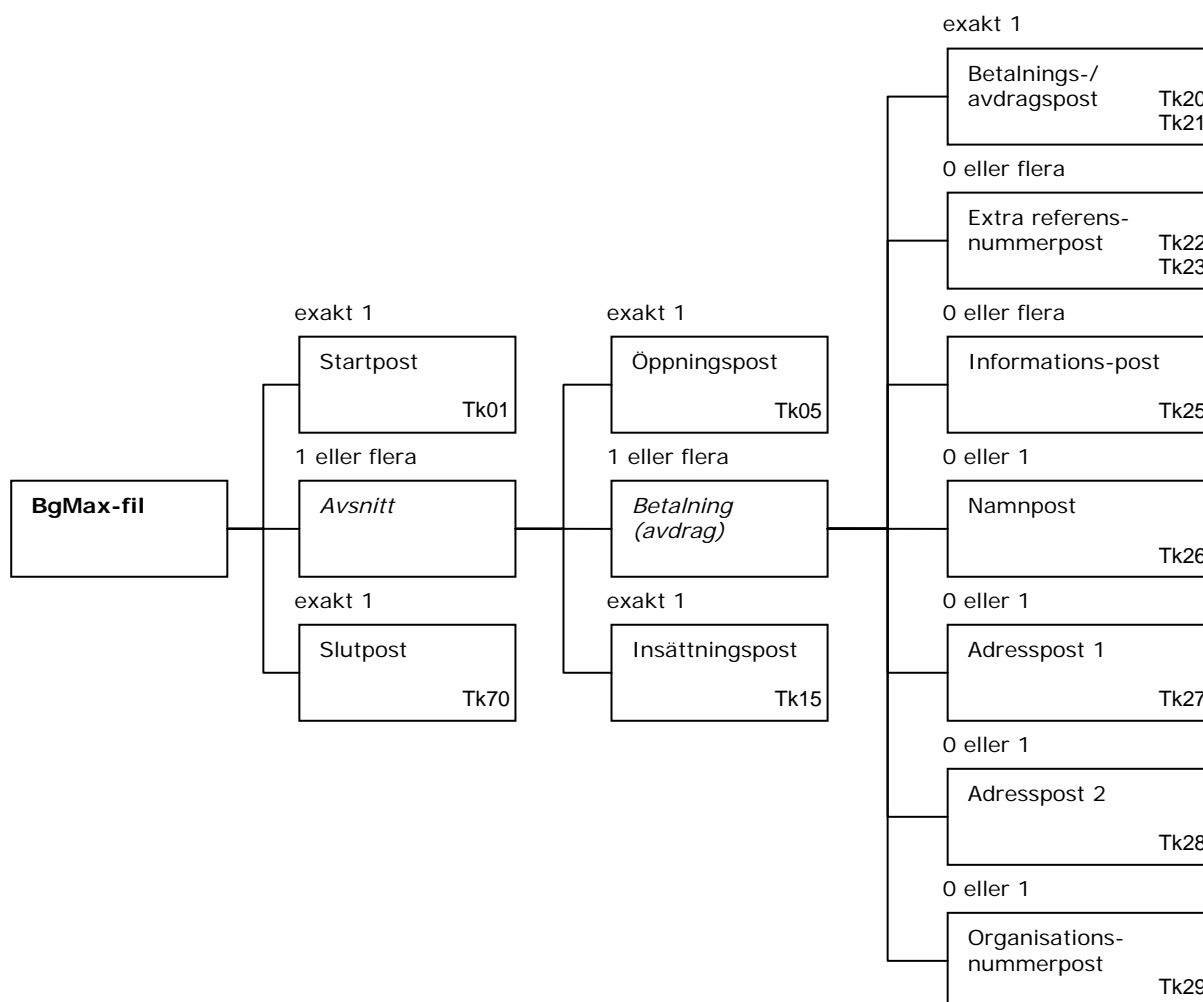 exakt 1
Betalnings-/
avdragspost Tk20
Tk21
0 eller flera
Extra referens-
nummerpost Tk22
Tk23
exakt 1
Startpost
Tk01
exakt 1
Öppningspost
Tk05
0 eller flera
Informations-post
Tk25
BgMax-fil
1 eller flera
Avsnitt
1 eller flera
Betalning
(avdrag)
0 eller 1
Namnpost
Tk26
exakt 1
Slutpost
Tk70
exakt 1
Insättningspost
Tk15
0 eller 1
Adresspost 1
Tk27
0 eller 1
Adresspost 2
Tk28
0 eller 1
Organisations-
nummerpost
Tk29